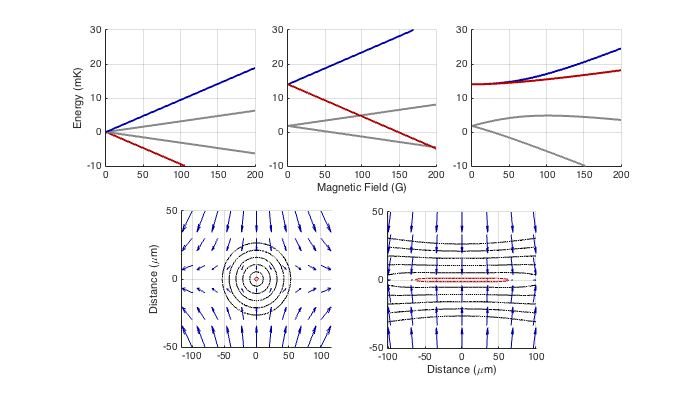 30 30 30
20 20 20
10 10 10
0 0 0
-10 -10 -10
Energy (mK)
0 50 100 150 200 0 50 100 150 200 0 50 100 150 200
Magnetic Field (G)
50 50
0 0
-50 -50
Distance (μm)
-100 -50 0 50 100 -100 -50 0 50 100
Distance (μm)